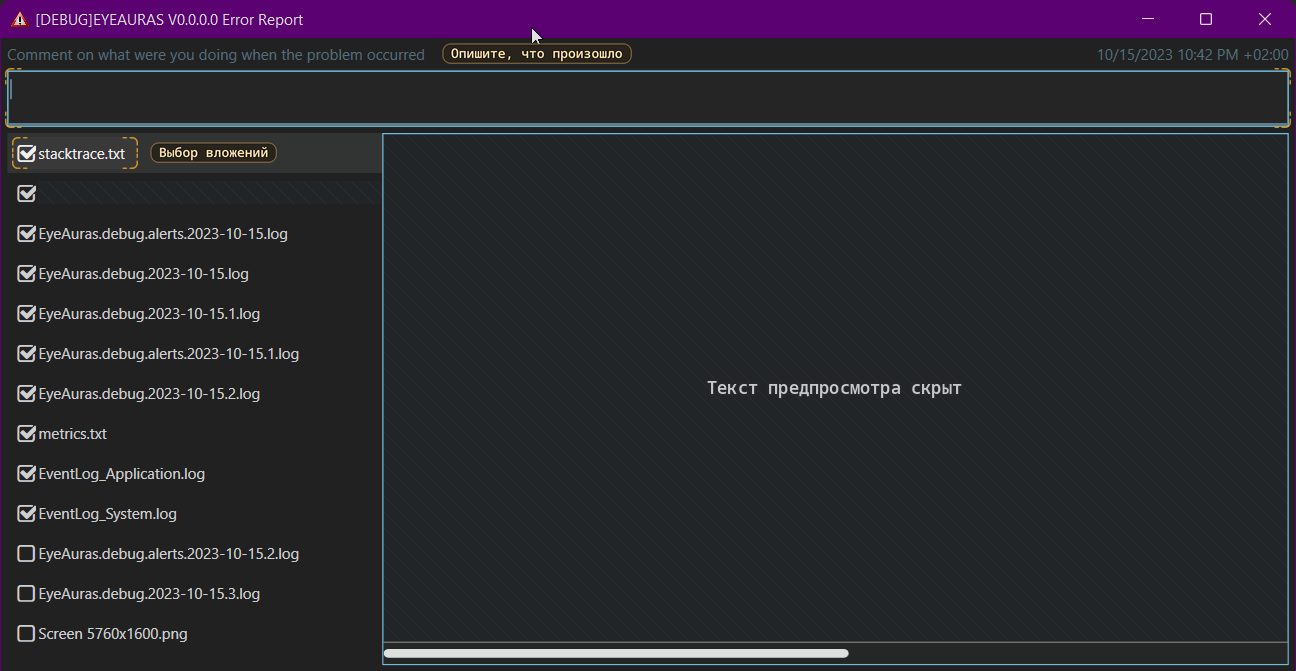 [DEBUG]EYEAURAS V0.0.0.0 Error Report
Comment on what were you doing when the problem occurred
Опишите, что произошло
10/15/2023 10:42 PM +02:00
stacktrace.txt
Выбор вложений
EyeAuras.debug.alerts.2023-10-15.log
EyeAuras.debug.2023-10-15.log
EyeAuras.debug.2023-10-15.1.log
EyeAuras.debug.alerts.2023-10-15.1.log
EyeAuras.debug.2023-10-15.2.log
metrics.txt
EventLog_Application.log
EventLog_System.log
EyeAuras.debug.alerts.2023-10-15.2.log
EyeAuras.debug.2023-10-15.3.log
Screen 5760x1600.png
Текст предпросмотра скрыт